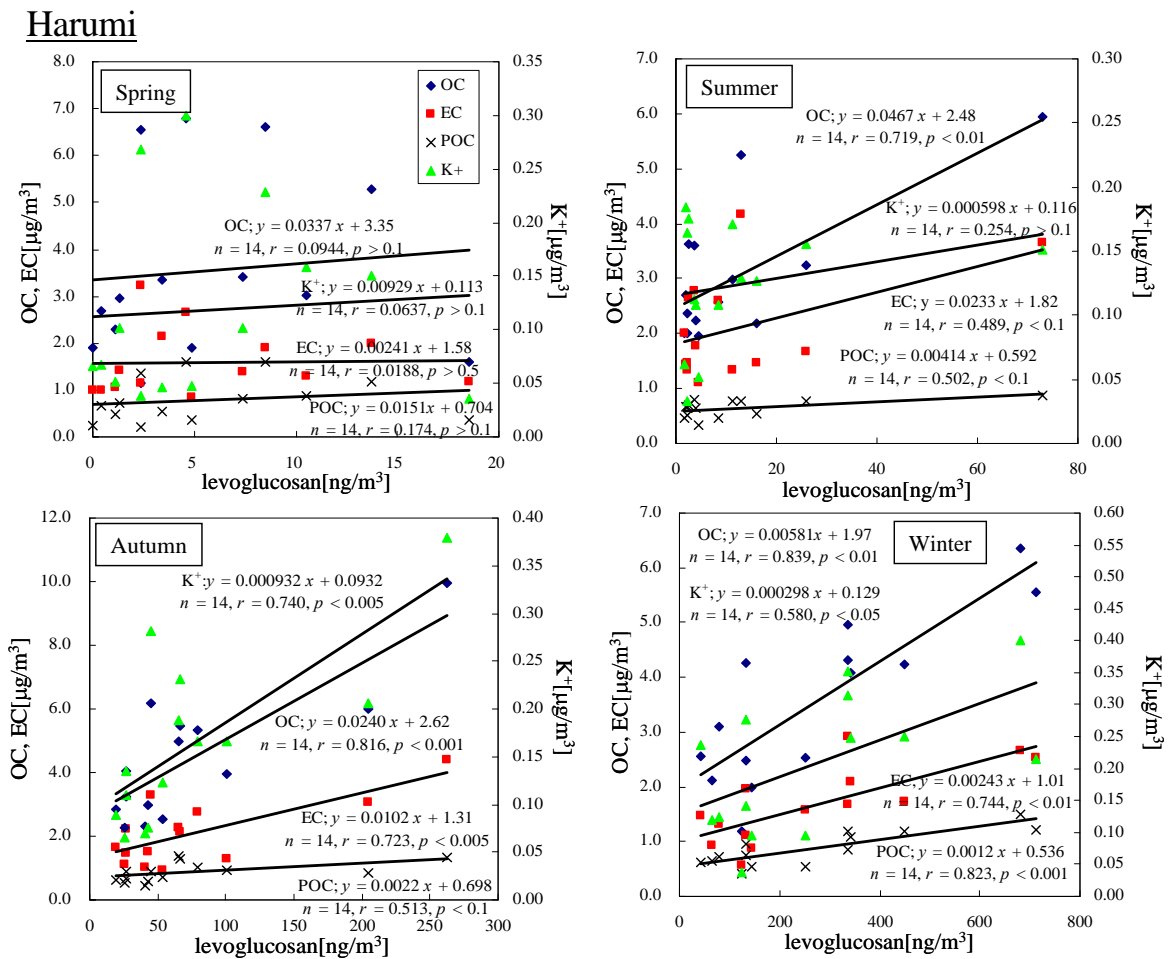 Harumi
Spring
OC
EC
POC
K+
8.0
7.0
6.0
5.0
4.0
3.0
2.0
1.0
0.0
OC, EC[μg/m³]
0.35
0.30
0.25
0.20
0.15
0.10
0.05
0.00
K⁺[μg/m³]
OC; y = 0.0337 x + 3.35
n = 14, r = 0.0944, p > 0.1
K⁺; y = 0.00929 x + 0.113
n = 14, r = 0.0637, p > 0.1
EC; y = 0.00241 x + 1.58
n = 14, r = 0.0188, p > 0.5
POC; y = 0.0151x + 0.704
n = 14, r = 0.174, p > 0.1
0
5
10
15
20
levoglucosan[ng/m³]
Summer
7.0
6.0
5.0
4.0
3.0
2.0
1.0
0.0
OC, EC[μg/m³]
0.30
0.25
0.20
0.15
0.10
0.05
0.00
K⁺[μg/m³]
OC; y = 0.0467 x + 2.48
n = 14, r = 0.719, p < 0.01
K⁺; y = 0.000598 x + 0.116
n = 14, r = 0.254, p > 0.1
EC; y = 0.0233 x + 1.82
n = 14, r = 0.489, p < 0.1
POC; y = 0.00414 x + 0.592
n = 14, r = 0.502, p < 0.1
0
20
40
60
80
levoglucosan[ng/m³]
Autumn
12.0
10.0
8.0
6.0
4.0
2.0
0.0
OC, EC[μg/m³]
0.40
0.35
0.30
0.25
0.20
0.15
0.10
0.05
0.00
K⁺[μg/m³]
K⁺;y = 0.000932 x + 0.0932
n = 14, r = 0.740, p < 0.005
OC; y = 0.0240 x + 2.62
n = 14, r = 0.816, p < 0.001
EC; y = 0.0102 x + 1.31
n = 14, r = 0.723, p < 0.005
POC; y = 0.0022 x + 0.698
n = 14, r = 0.513, p < 0.1
0
50
100
150
200
250
300
levoglucosan[ng/m³]
Winter
7.0
6.0
5.0
4.0
3.0
2.0
1.0
0.0
OC, EC[μg/m³]
0.60
0.55
0.50
0.45
0.40
0.35
0.30
0.25
0.20
0.15
0.10
0.05
0.00
K⁺[μg/m³]
OC; y = 0.00581 x + 1.97
n = 14, r = 0.839, p < 0.01
K⁺; y = 0.000298 x + 0.129
n = 14, r = 0.580, p < 0.05
EC; y = 0.00243 x + 1.01
n = 14, r = 0.744, p < 0.01
POC; y = 0.0012 x + 0.536
n = 14, r = 0.823, p < 0.001
0
200
400
600
800
levoglucosan[ng/m³]